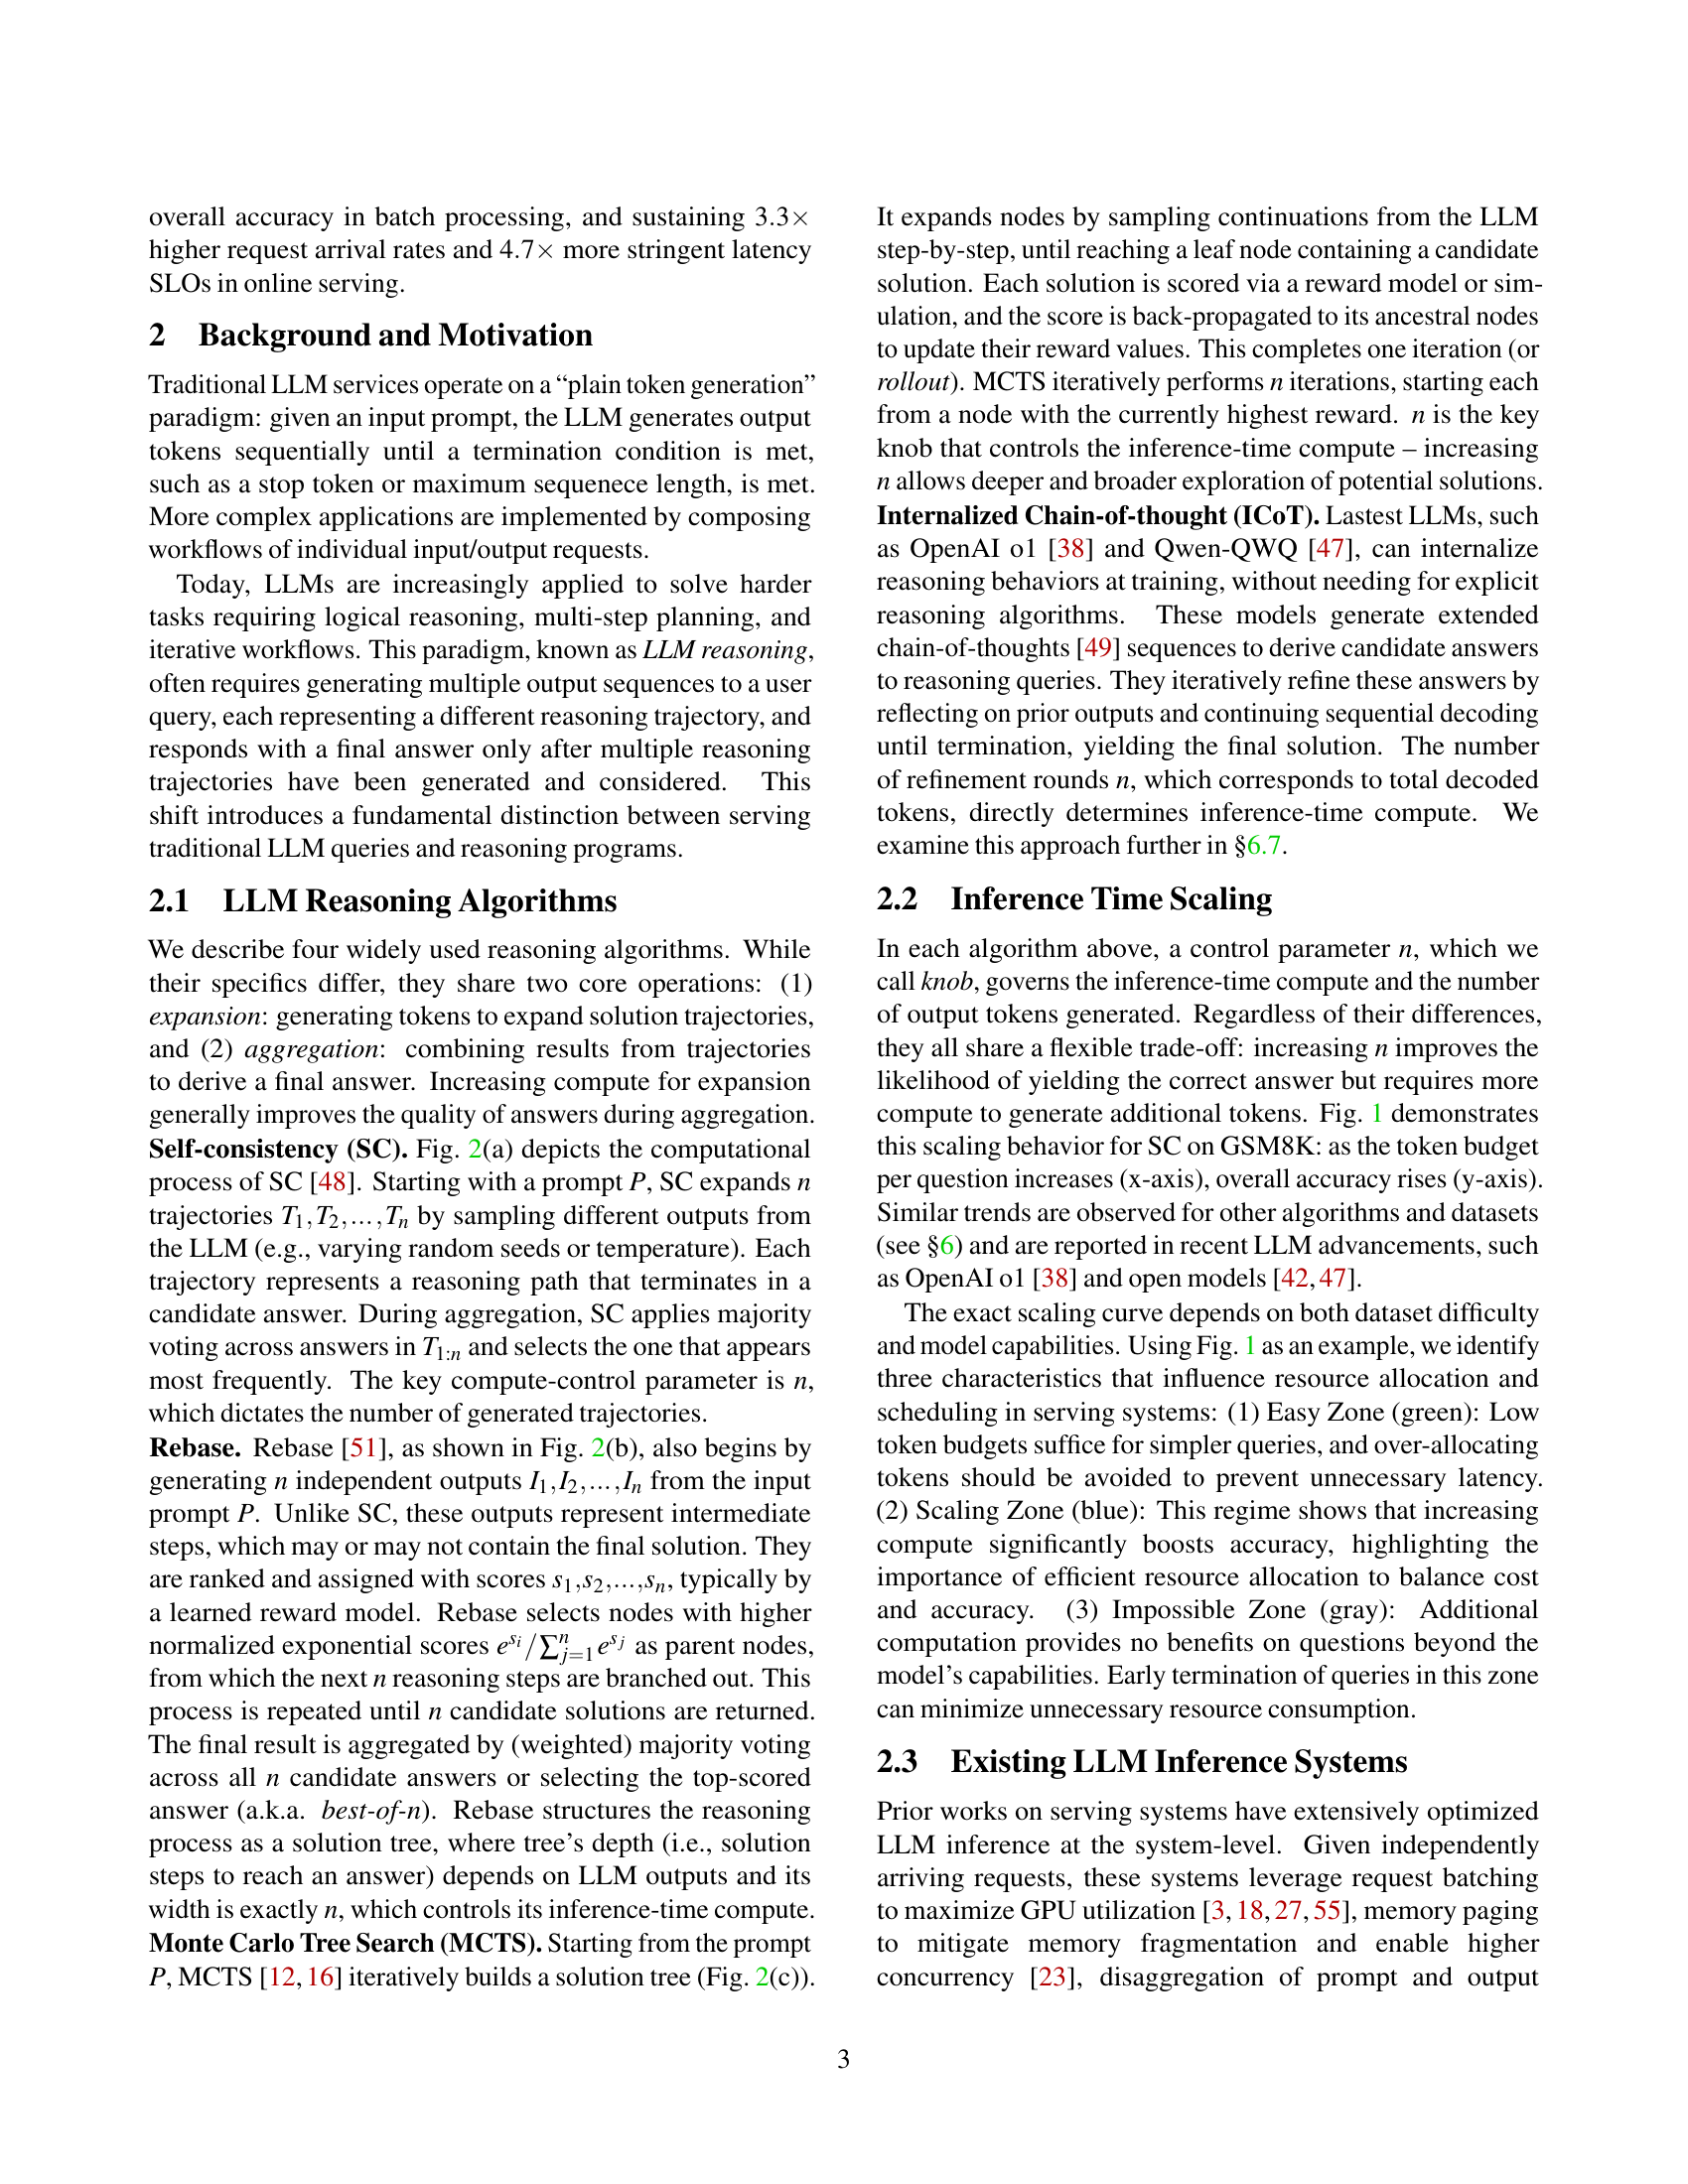 overall accuracy in batch processing, and sustaining 3.3×
higher request arrival rates and 4.7× more stringent latency
SLOs in online serving.
2 Background and Motivation
Traditional LLM services operate on a “plain token generation”
paradigm: given an input prompt, the LLM generates output
tokens sequentially until a termination condition is met,
such as a stop token or maximum sequenece length, is met.
More complex applications are implemented by composing
workflows of individual input/output requests.
Today, LLMs are increasingly applied to solve harder
tasks requiring logical reasoning, multi-step planning, and
iterative workflows. This paradigm, known as LLM reasoning,
often requires generating multiple output sequences to a user
query, each representing a different reasoning trajectory, and
responds with a final answer only after multiple reasoning
trajectories have been generated and considered. This
shift introduces a fundamental distinction between serving
traditional LLM queries and reasoning programs.
2.1 LLM Reasoning Algorithms
We describe four widely used reasoning algorithms. While
their specifics differ, they share two core operations: (1)
expansion: generating tokens to expand solution trajectories,
and (2) aggregation: combining results from trajectories
to derive a final answer. Increasing compute for expansion
generally improves the quality of answers during aggregation.
Self-consistency (SC). Fig. 2(a) depicts the computational
process of SC [48]. Starting with a prompt P, SC expands n
trajectories T1,T2,...,Tn by sampling different outputs from
the LLM (e.g., varying random seeds or temperature). Each
trajectory represents a reasoning path that terminates in a
candidate answer. During aggregation, SC applies majority
voting across answers in T1:n and selects the one that appears
most frequently. The key compute-control parameter is n,
which dictates the number of generated trajectories.
Rebase. Rebase [51], as shown in Fig. 2(b), also begins by
generating n independent outputs I1,I2,...,In from the input
prompt P. Unlike SC, these outputs represent intermediate
steps, which may or may not contain the final solution. They
are ranked and assigned with scores s1,s2,...,sn, typically by
a learned reward model. Rebase selects nodes with higher
normalized exponential scores e^{s_i}/∑_{j=1}^{n} e^{s_j} as parent nodes,
from which the next n reasoning steps are branched out. This
process is repeated until n candidate solutions are returned.
The final result is aggregated by (weighted) majority voting
across all n candidate answers or selecting the top-scored
answer (a.k.a. best-of-n). Rebase structures the reasoning
process as a solution tree, where tree’s depth (i.e., solution
steps to reach an answer) depends on LLM outputs and its
width is exactly n, which controls its inference-time compute.
Monte Carlo Tree Search (MCTS). Starting from the prompt
P, MCTS [12, 16] iteratively builds a solution tree (Fig. 2(c)).
It expands nodes by sampling continuations from the LLM
step-by-step, until reaching a leaf node containing a candidate
solution. Each solution is scored via a reward model or sim-
ulation, and the score is back-propagated to its ancestral nodes
to update their reward values. This completes one iteration (or
rollout). MCTS iteratively performs n iterations, starting each
from a node with the currently highest reward. n is the key
knob that controls the inference-time compute – increasing
n allows deeper and broader exploration of potential solutions.
Internalized Chain-of-thought (ICoT). Lastest LLMs, such
as OpenAI o1 [38] and Qwen-QWQ [47], can internalize
reasoning behaviors at training, without needing for explicit
reasoning algorithms. These models generate extended
chain-of-thoughts [49] sequences to derive candidate answers
to reasoning queries. They iteratively refine these answers by
reflecting on prior outputs and continuing sequential decoding
until termination, yielding the final solution. The number
of refinement rounds n, which corresponds to total decoded
tokens, directly determines inference-time compute. We
examine this approach further in §6.7.
2.2 Inference Time Scaling
In each algorithm above, a control parameter n, which we
call knob, governs the inference-time compute and the number
of output tokens generated. Regardless of their differences,
they all share a flexible trade-off: increasing n improves the
likelihood of yielding the correct answer but requires more
compute to generate additional tokens. Fig. 1 demonstrates
this scaling behavior for SC on GSM8K: as the token budget
per question increases (x-axis), overall accuracy rises (y-axis).
Similar trends are observed for other algorithms and datasets
(see §6) and are reported in recent LLM advancements, such
as OpenAI o1 [38] and open models [42, 47].
The exact scaling curve depends on both dataset difficulty
and model capabilities. Using Fig. 1 as an example, we identify
three characteristics that influence resource allocation and
scheduling in serving systems: (1) Easy Zone (green): Low
token budgets suffice for simpler queries, and over-allocating
tokens should be avoided to prevent unnecessary latency.
(2) Scaling Zone (blue): This regime shows that increasing
compute significantly boosts accuracy, highlighting the
importance of efficient resource allocation to balance cost
and accuracy. (3) Impossible Zone (gray): Additional
computation provides no benefits on questions beyond the
model’s capabilities. Early termination of queries in this zone
can minimize unnecessary resource consumption.
2.3 Existing LLM Inference Systems
Prior works on serving systems have extensively optimized
LLM inference at the system-level. Given independently
arriving requests, these systems leverage request batching
to maximize GPU utilization [3, 18, 27, 55], memory paging
to mitigate memory fragmentation and enable higher
concurrency [23], disaggregation of prompt and output
3